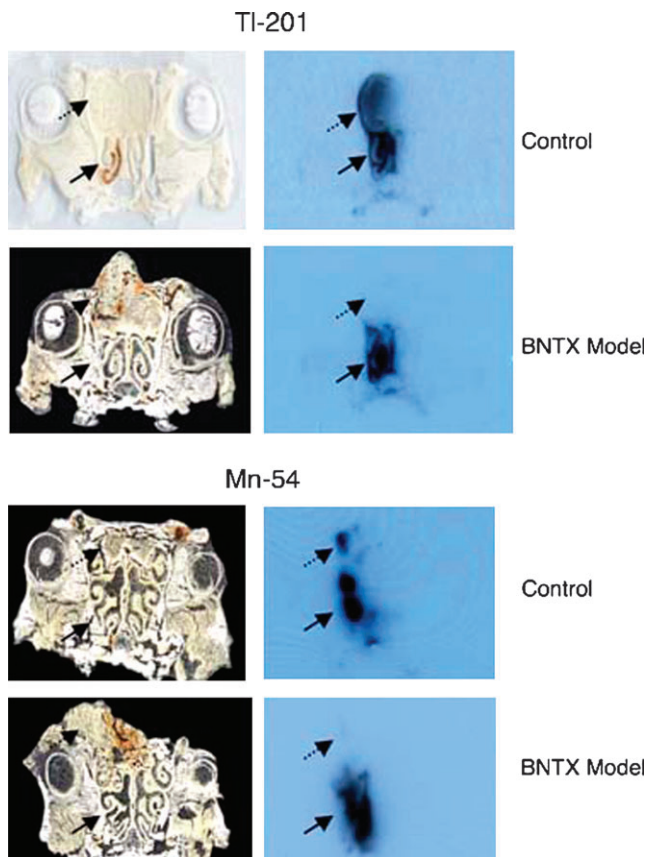 Tl-201
Control
BNTX Model
Mn-54
Control
BNTX Model